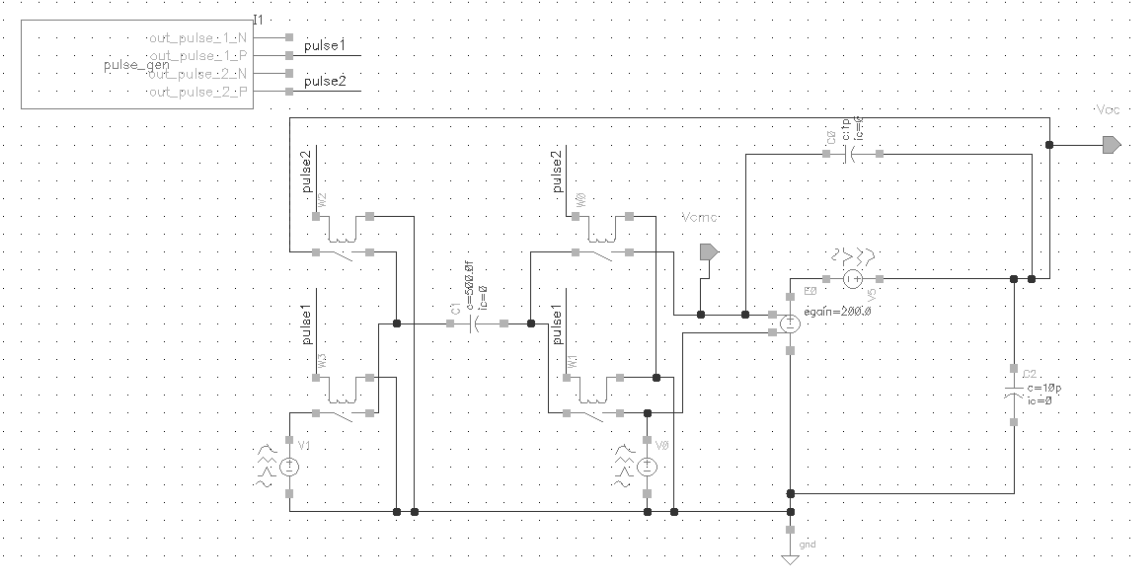 I1
out_pulse_1_N
out_pulse_1_P
pulse1
pulse_gen
out_pulse_2_N
out_pulse_2_P
pulse2
Voc
C0
c:1p
ic=0
pulse2
W2
pulse2
W0
Vcmc
C1
c=500.0f
ic=0
E0
V5
egain=200.0
pulse1
W3
pulse1
W1
C2
c=10p
ic=0
V1
V0
gnd